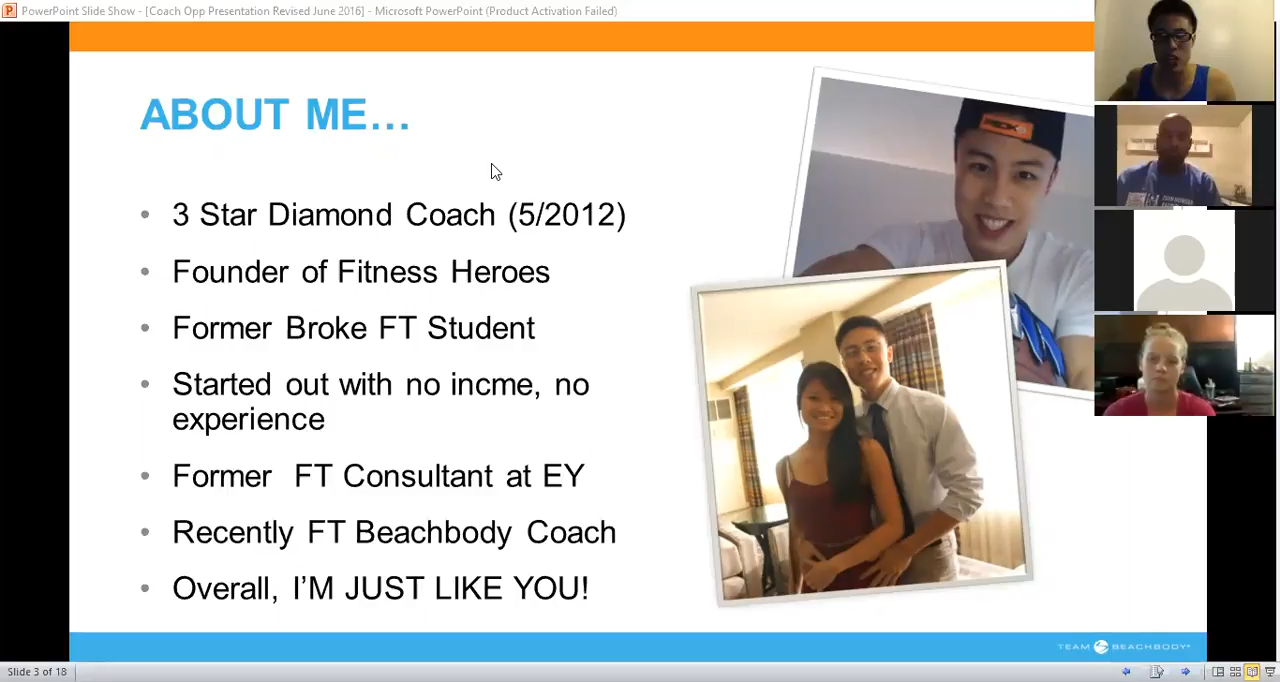 PowerPoint Slide Show - [Coach Opp Presentation Revised June 2016] - Microsoft PowerPoint (Product Activation Failed)
ABOUT ME…
• 3 Star Diamond Coach (5/2012)
• Founder of Fitness Heroes
• Former Broke FT Student
• Started out with no incme, no
experience
• Former FT Consultant at EY
• Recently FT Beachbody Coach
• Overall, I'M JUST LIKE YOU!
TEAM BEACHBODY
Slide 3 of 18